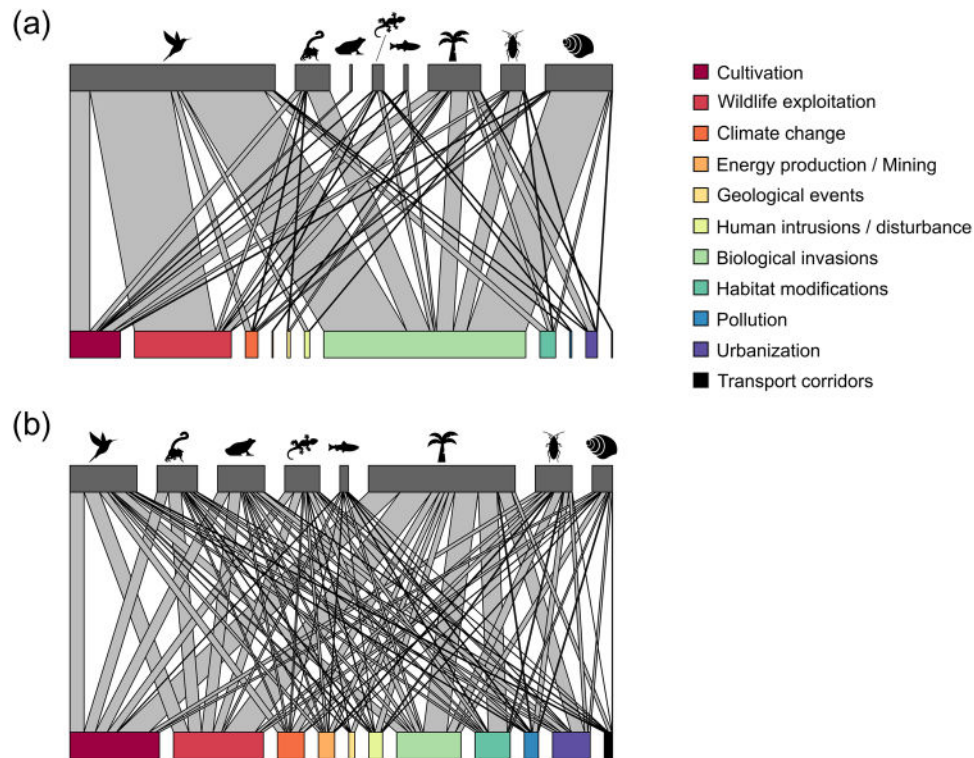 (a)
Cultivation
Wildlife exploitation
Climate change
Energy production / Mining
Geological events
Human intrusions / disturbance
Biological invasions
Habitat modifications
Pollution
Urbanization
Transport corridors
(b)